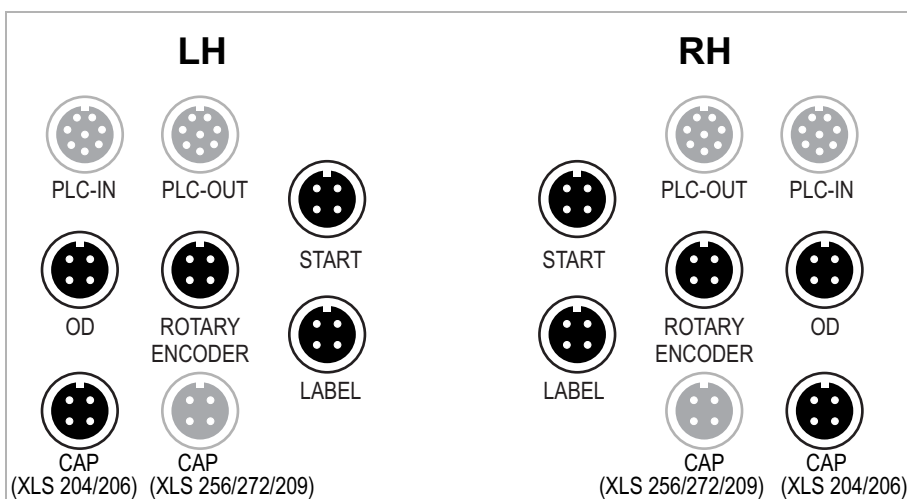 LH
RH
PLC-IN PLC-OUT
PLC-OUT PLC-IN
START
START
OD
ROTARY
ENCODER
ROTARY
ENCODER
OD
LABEL
LABEL
CAP
(XLS 204/206)
CAP
(XLS 256/272/209)
CAP
(XLS 256/272/209)
CAP
(XLS 204/206)